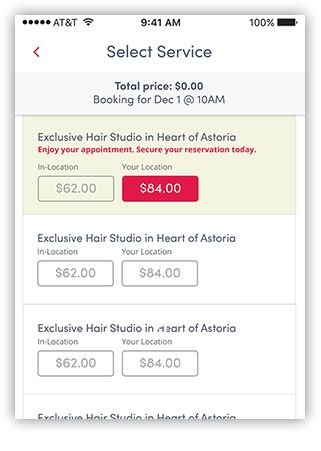 AT&T 9:41 AM 100%
Select Service
Total price: $0.00
Booking for Dec 1 @ 10AM
Exclusive Hair Studio in Heart of Astoria
Enjoy your appointment. Secure your reservation today.
In-Location Your Location
$62.00 $84.00
Exclusive Hair Studio in Heart of Astoria
In-Location Your Location
$62.00 $84.00
Exclusive Hair Studio in Heart of Astoria
In-Location Your Location
$62.00 $84.00
Exclusive Hair Studio in Heart of Astoria